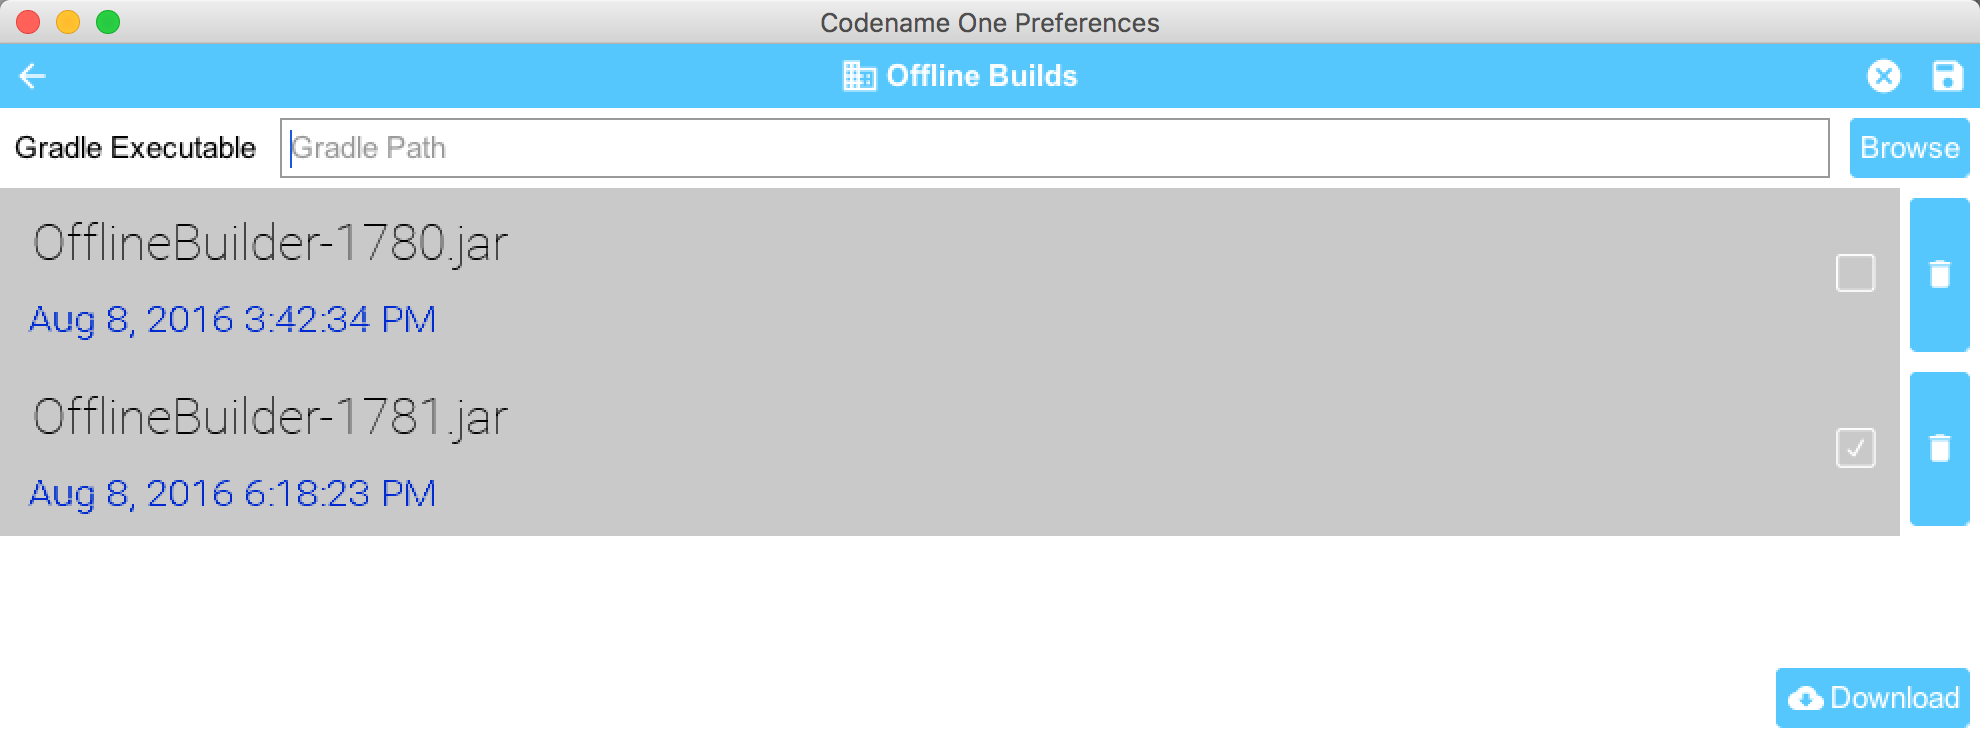 Codename One Preferences
Offline Builds
Gradle Executable Gradle Path Browse
OfflineBuilder-1780.jar
Aug 8, 2016 3:42:34 PM
OfflineBuilder-1781.jar
Aug 8, 2016 6:18:23 PM
Download